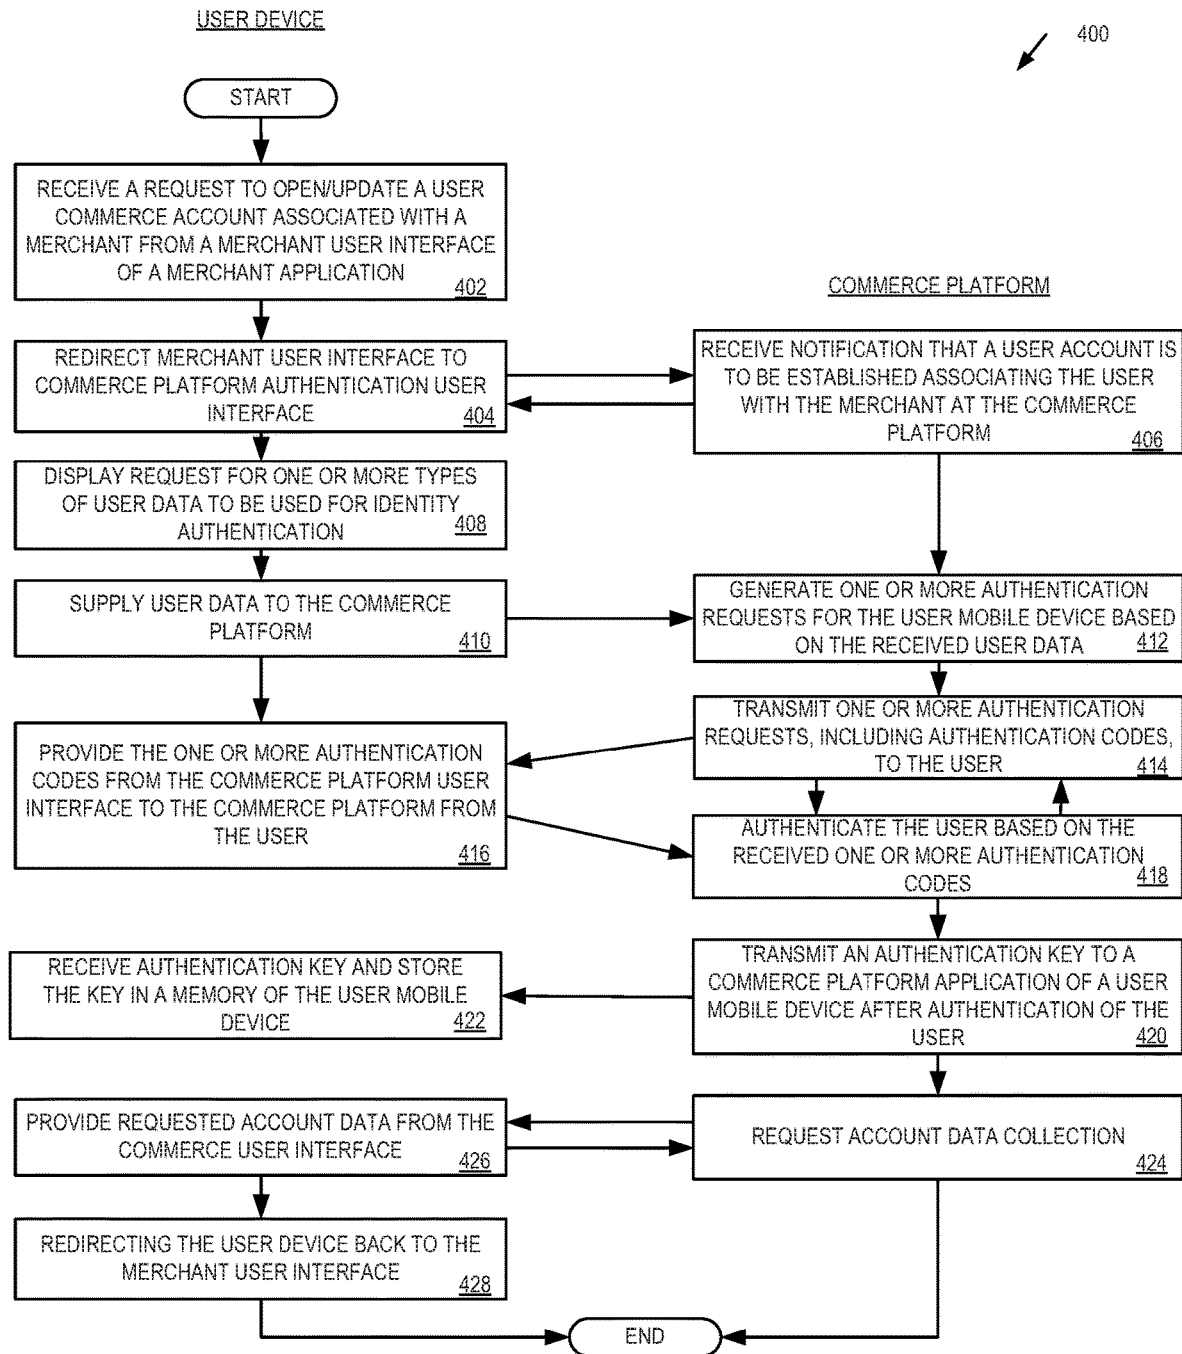 USER DEVICE
400
START
RECEIVE A REQUEST TO OPEN/UPDATE A USER
COMMERCE ACCOUNT ASSOCIATED WITH A
MERCHANT FROM A MERCHANT USER INTERFACE
OF A MERCHANT APPLICATION
402
COMMERCE PLATFORM
REDIRECT MERCHANT USER INTERFACE TO
COMMERCE PLATFORM AUTHENTICATION USER
INTERFACE
404
RECEIVE NOTIFICATION THAT A USER ACCOUNT IS
TO BE ESTABLISHED ASSOCIATING THE USER
WITH THE MERCHANT AT THE COMMERCE
PLATFORM
406
DISPLAY REQUEST FOR ONE OR MORE TYPES
OF USER DATA TO BE USED FOR IDENTITY
AUTHENTICATION
408
SUPPLY USER DATA TO THE COMMERCE
PLATFORM
410
GENERATE ONE OR MORE AUTHENTICATION
REQUESTS FOR THE USER MOBILE DEVICE BASED
ON THE RECEIVED USER DATA
412
TRANSMIT ONE OR MORE AUTHENTICATION
REQUESTS, INCLUDING AUTHENTICATION CODES,
TO THE USER
414
PROVIDE THE ONE OR MORE AUTHENTICATION
CODES FROM THE COMMERCE PLATFORM USER
INTERFACE TO THE COMMERCE PLATFORM FROM
THE USER
416
AUTHENTICATE THE USER BASED ON THE
RECEIVED ONE OR MORE AUTHENTICATION
CODES
418
TRANSMIT AN AUTHENTICATION KEY TO A
COMMERCE PLATFORM APPLICATION OF A USER
MOBILE DEVICE AFTER AUTHENTICATION OF THE
USER
420
RECEIVE AUTHENTICATION KEY AND STORE
THE KEY IN A MEMORY OF THE USER MOBILE
DEVICE
422
PROVIDE REQUESTED ACCOUNT DATA FROM THE
COMMERCE USER INTERFACE
426
REQUEST ACCOUNT DATA COLLECTION
424
REDIRECTING THE USER DEVICE BACK TO THE
MERCHANT USER INTERFACE
428
END